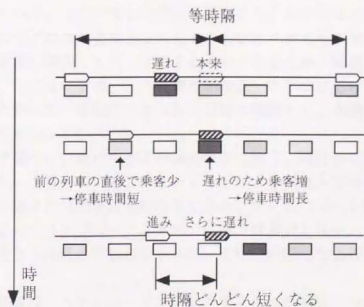 等時隔
遅れ 本来
前の列車の直後で乗客少
→停車時間短
遅れのため乗客増
→停車時間長
進み さらに遅れ
時間
時隔どんどん短くなる